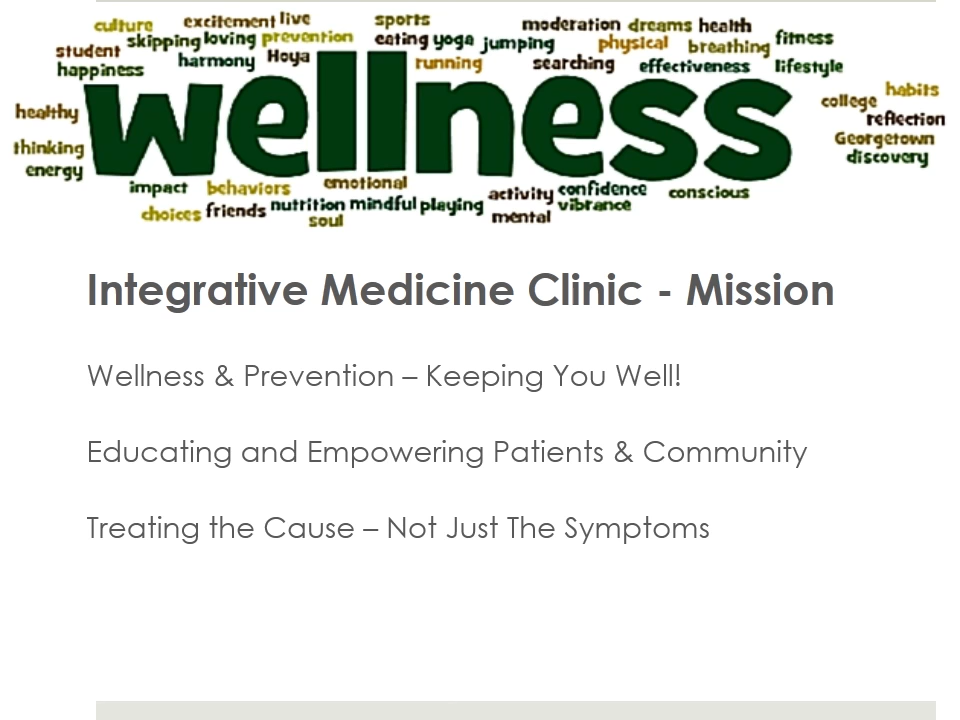 culture excitement live sports moderation dreams health
student skipping loving prevention eating yoga jumping physical breathing fitness
happiness harmony Hoya running searching effectiveness lifestyle
wellness
healthy
thinking
energy
habits
college
reflection
Georgetown
discovery
impact behaviors emotional activity confidence conscious
choices friends nutrition mindful playing mental vibrance
soul
Integrative Medicine Clinic - Mission
Wellness & Prevention – Keeping You Well!
Educating and Empowering Patients & Community
Treating the Cause – Not Just The Symptoms